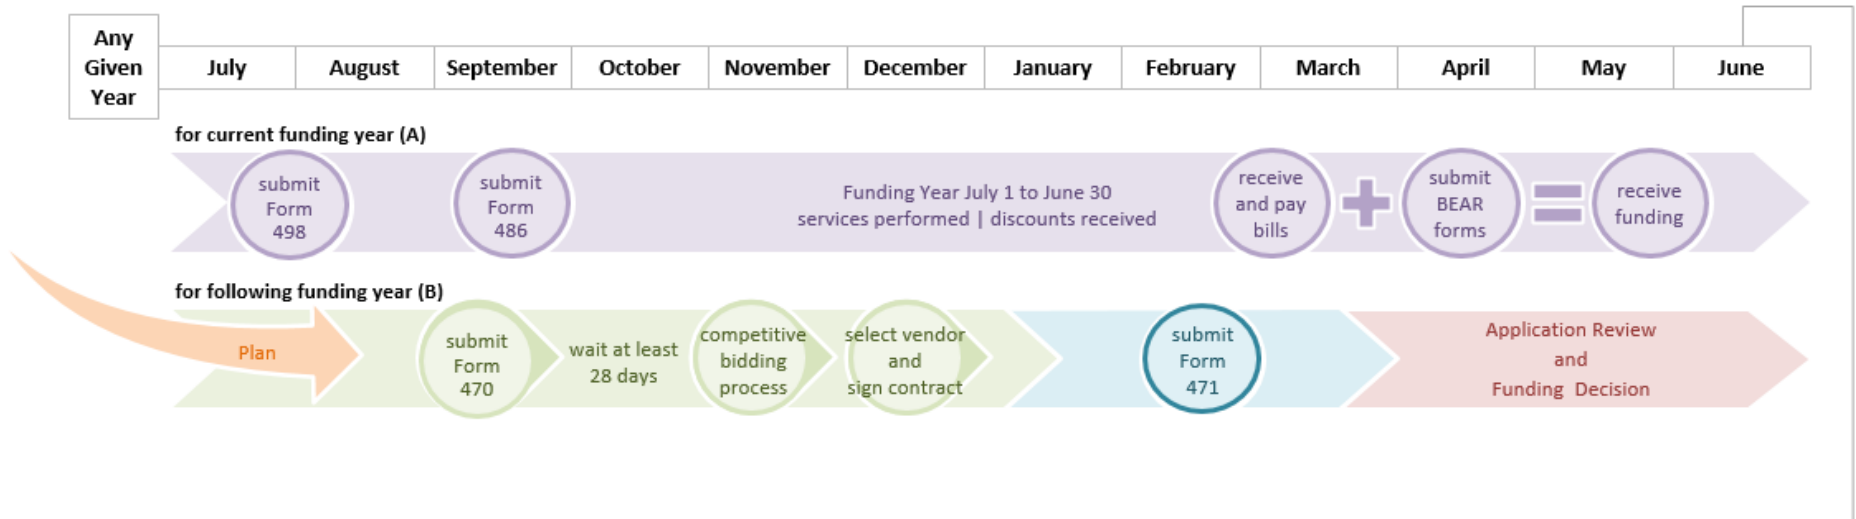 Any
Given
Year
July August September October November December January February March April May June
for current funding year (A)
submit
Form
498
submit
Form
486
Funding Year July 1 to June 30
services performed | discounts received
receive
and pay
bills
submit
BEAR
forms
receive
funding
for following funding year (B)
Plan
submit
Form
470
wait at least
28 days
competitive
bidding
process
select vendor
and
sign contract
submit
Form
471
Application Review
and
Funding Decision